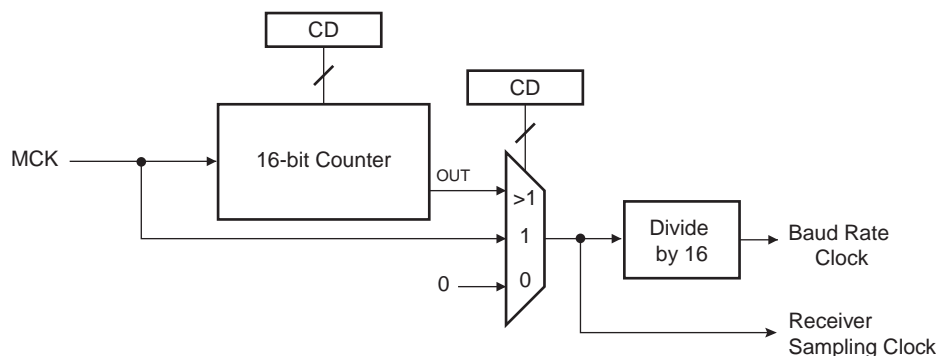 CD
CD
MCK
16-bit Counter
OUT
>1
1
0
0
Divide
by 16
Baud Rate
Clock
Receiver
Sampling Clock